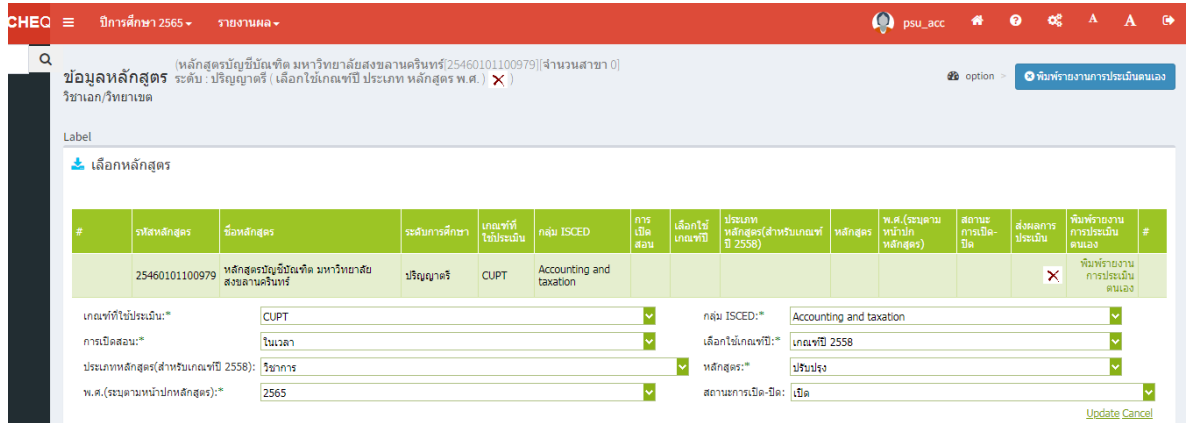 CHEQ ปีการศึกษา 2565 รายงานผล psu_acc A A
ข้อมูลหลักสูตร (หลักสูตรบัญชีบัณฑิต มหาวิทยาลัยสงขลานครินทร์[25460101100979][จำนวนสาขา 0]
ระดับ : ปริญญาตรี ( เลือกใช้เกณฑ์ปี ประเภท หลักสูตร พ.ศ. ) )
วิชาเอก/วิทยาเขต
option > พิมพ์รายงานการประเมินตนเอง
Label
เลือกหลักสูตร
# รหัสหลักสูตร ชื่อหลักสูตร ระดับการศึกษา เกณฑ์ที่ใช้ประเมิน กลุ่ม ISCED การเปิดสอน เลือกใช้เกณฑ์ปี ประเภทหลักสูตร(สำหรับเกณฑ์ปี 2558) หลักสูตร พ.ศ.(ระบุตามหน้าปกหลักสูตร) สถานะการเปิด-ปิด ส่งผลการประเมิน พิมพ์รายงานการประเมินตนเอง #
25460101100979 หลักสูตรบัญชีบัณฑิต มหาวิทยาลัยสงขลานครินทร์ ปริญญาตรี CUPT Accounting and taxation พิมพ์รายงานการประเมินตนเอง
เกณฑ์ที่ใช้ประเมิน:* CUPT กลุ่ม ISCED:* Accounting and taxation
การเปิดสอน:* ในเวลา เลือกใช้เกณฑ์ปี:* เกณฑ์ปี 2558
ประเภทหลักสูตร(สำหรับเกณฑ์ปี 2558): วิชาการ หลักสูตร:* ปรับปรุง
พ.ศ.(ระบุตามหน้าปกหลักสูตร):* 2565 สถานะการเปิด-ปิด: เปิด
Update Cancel